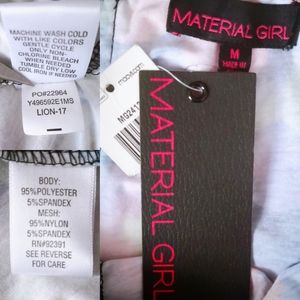 MACHINE WASH COLD
WITH LIKE COLORS
GENTLE CYCLE
ONLY NON-
CHLORINE BLEACH
WHEN NEEDED
TUMBLE DRY LOW
COOL IRON IF NEEDED
PO#22964
Y496592E1MS
LION-17
BODY:
95%POLYESTER
5%SPANDEX
MESH:
95%NYLON
5%SPANDEX
RN#92391
SEE REVERSE
FOR CARE
MATERIAL GIRL
M
MADE IN
MATERIAL GIRL